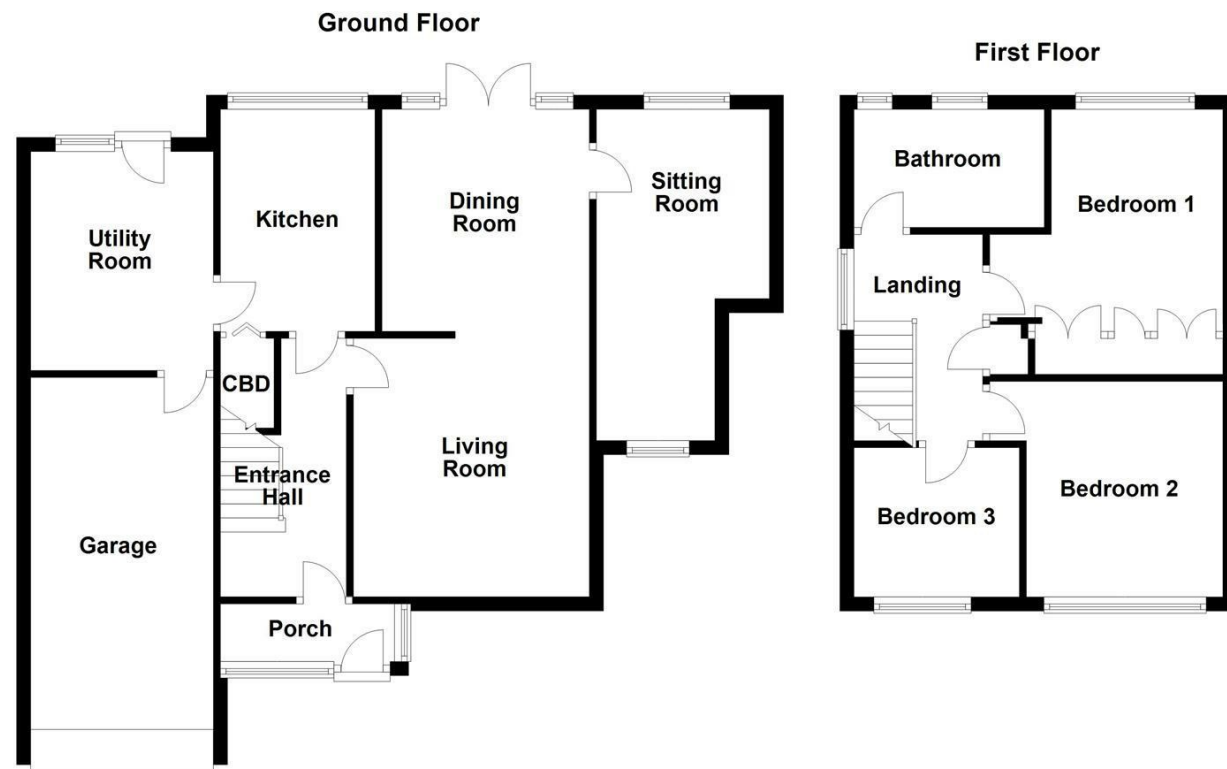 Ground Floor
Utility
Room
Kitchen
Dining
Room
Sitting
Room
CBD
Entrance
Hall
Living
Room
Garage
Porch
First Floor
Bathroom
Bedroom 1
Landing
Bedroom 2
Bedroom 3